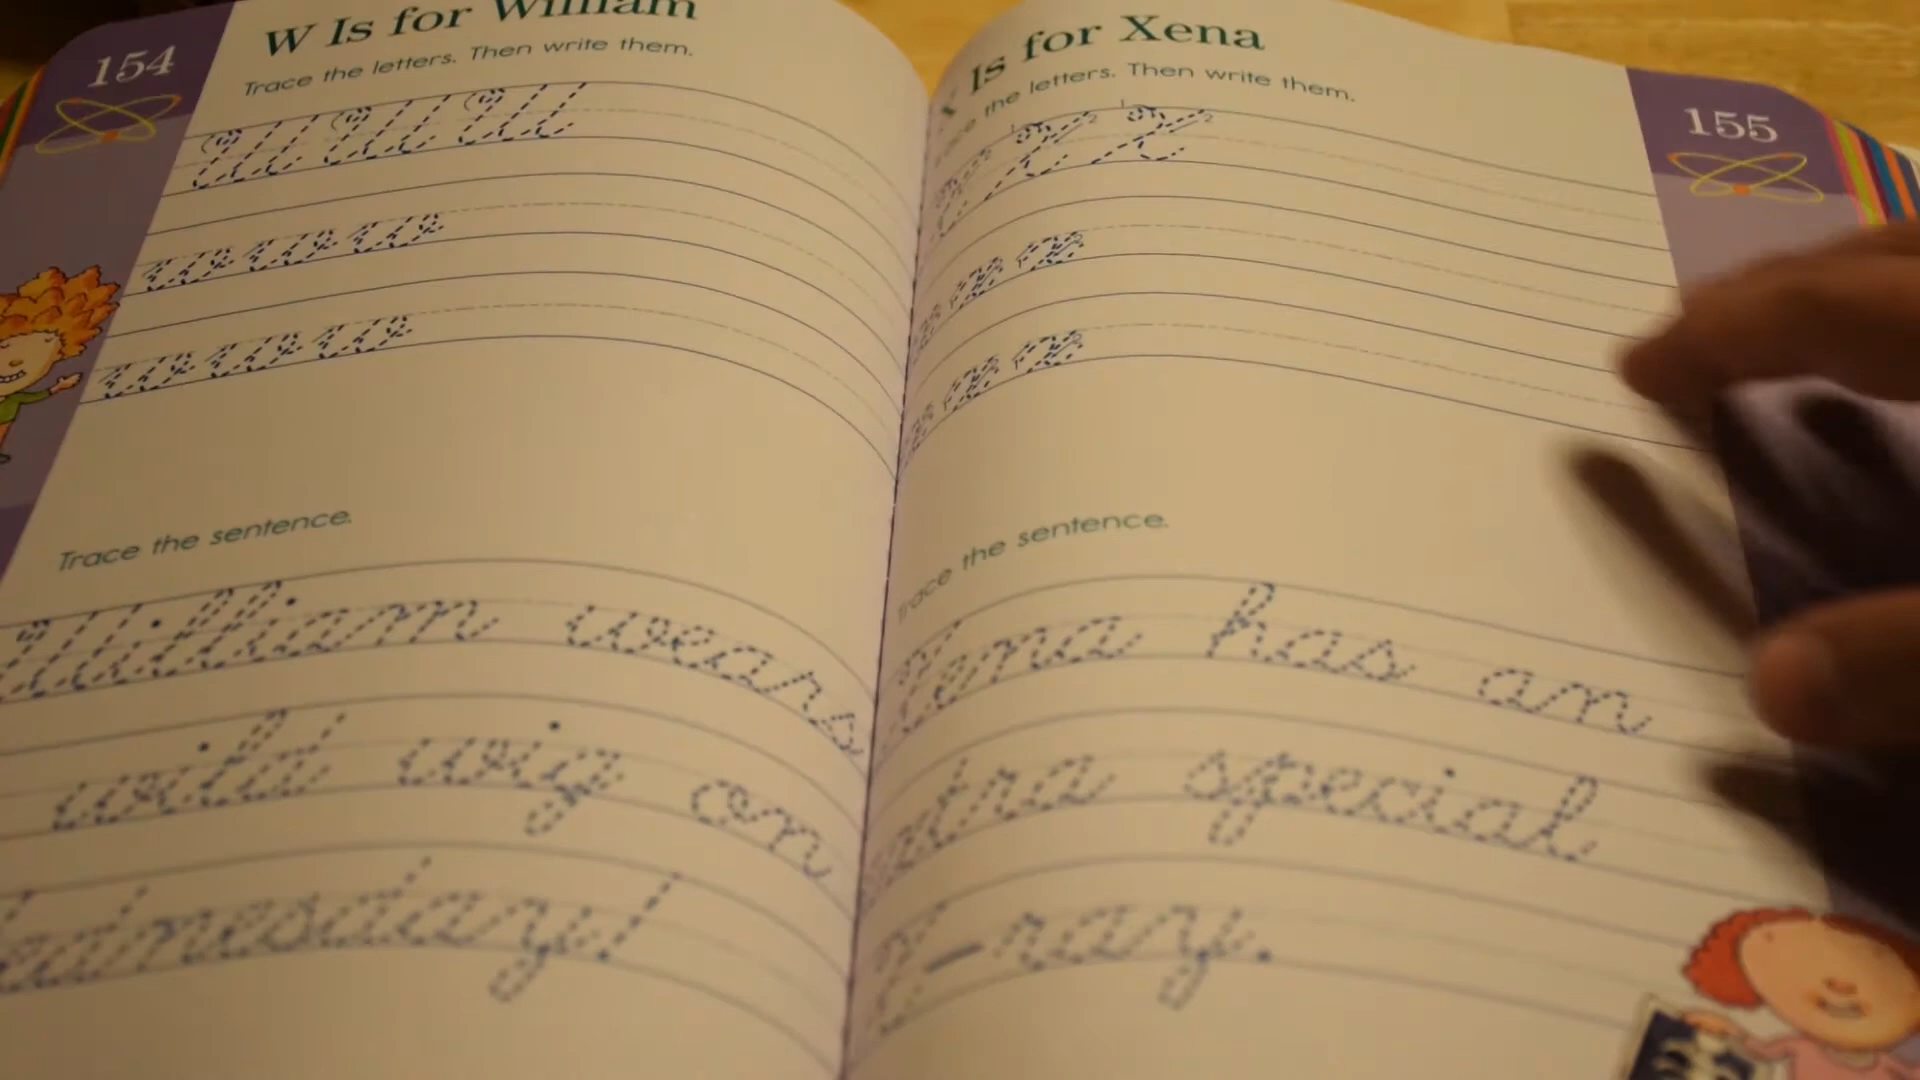 154
W Is for William
Trace the letters. Then write them.
W W W
w w w
w w w
Trace the sentence.
William wears
wild wig on
Wednesday!
155
X Is for Xena
Trace the letters. Then write them.
X X X
x x x
x x x
Trace the sentence.
Xena has an
extra special
X-ray.